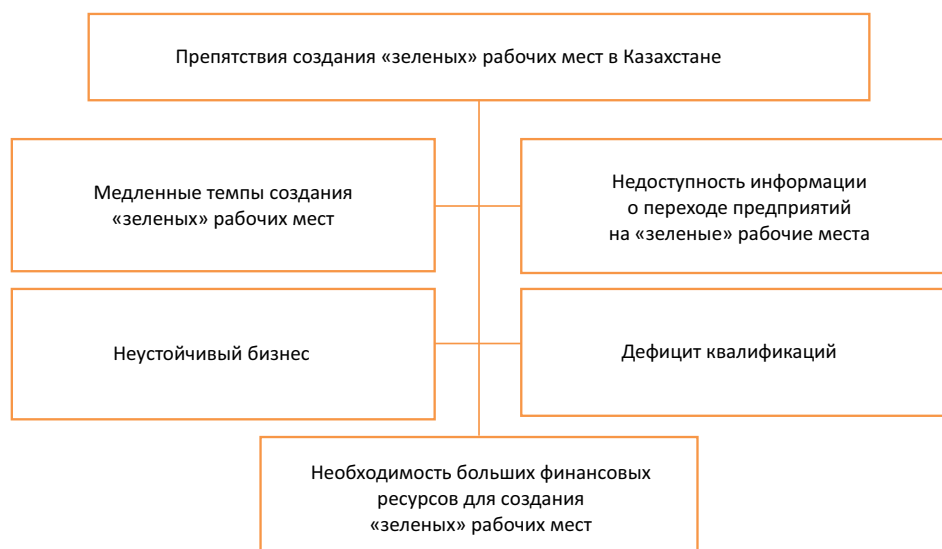 Препятствия создания «зеленых» рабочих мест в Казахстане
Медленные темпы создания
«зеленых» рабочих мест
Недоступность информации
о переходе предприятий
на «зеленые» рабочие места
Неустойчивый бизнес
Дефицит квалификаций
Необходимость больших финансовых
ресурсов для создания
«зеленых» рабочих мест